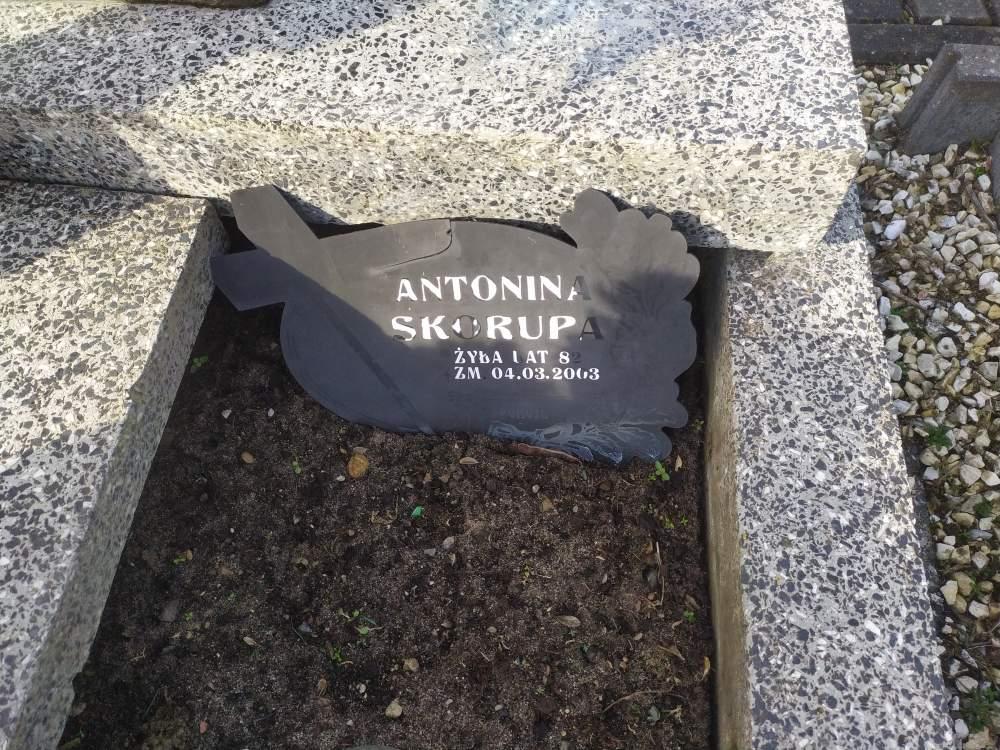 ANTONINA
SKORUPA
ŻYŁA LAT 82
ZM. 04.03.2003